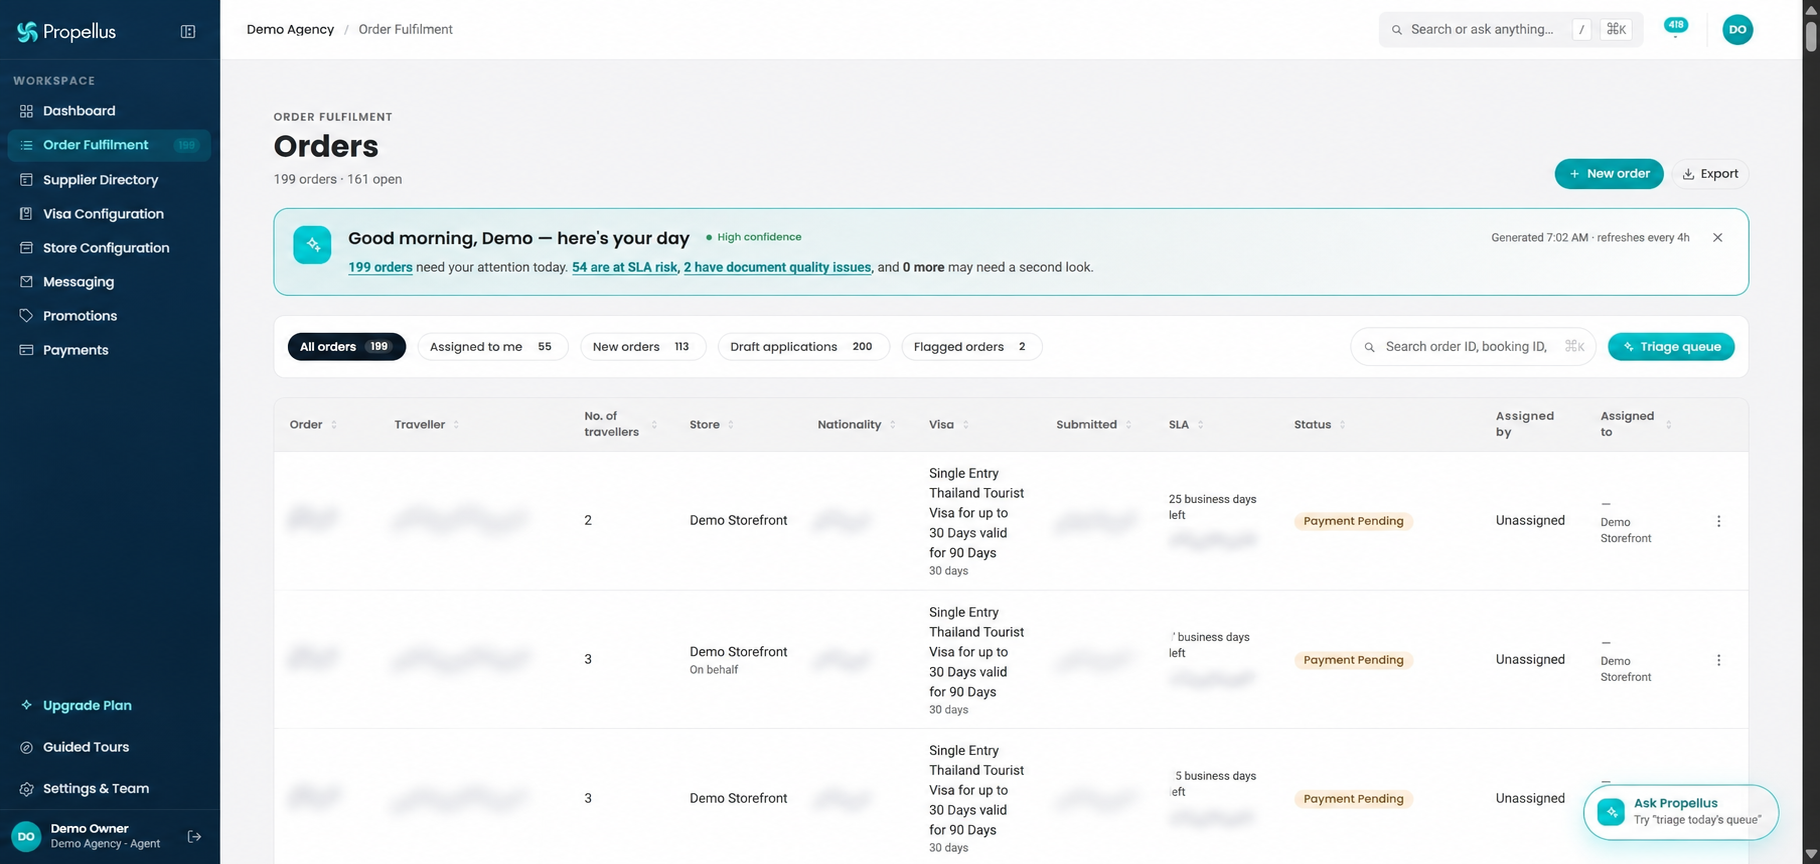 Propellus
WORKSPACE
Dashboard
Order Fulfilment 199
Supplier Directory
Visa Configuration
Store Configuration
Messaging
Promotions
Payments
Upgrade Plan
Guided Tours
Settings & Team
DO Demo Owner
Demo Agency - Agent
Demo Agency / Order Fulfilment
Search or ask anything... / ⌘K
418
DO
ORDER FULFILMENT
Orders
199 orders · 161 open
+ New order
Export
Good morning, Demo — here's your day
High confidence
Generated 7:02 AM · refreshes every 4h
199 orders need your attention today. 54 are at SLA risk, 2 have document quality issues, and 0 more may need a second look.
All orders 199
Assigned to me 55
New orders 113
Draft applications 200
Flagged orders 2
Search order ID, booking ID, ⌘K
Triage queue
Order
Traveller
No. of
travellers
Store
Nationality
Visa
Submitted
SLA
Status
Assigned
by
Assigned
to
2
Demo Storefront
Single Entry
Thailand Tourist
Visa for up to
30 Days valid
for 90 Days
30 days
25 business days
left
Payment Pending
Unassigned
—
Demo
Storefront
3
Demo Storefront
On behalf
Single Entry
Thailand Tourist
Visa for up to
30 Days valid
for 90 Days
30 days
business days
left
Payment Pending
Unassigned
—
Demo
Storefront
3
Demo Storefront
Single Entry
Thailand Tourist
Visa for up to
30 Days valid
for 90 Days
30 days
5 business days
left
Payment Pending
Unassigned
—
Ask Propellus
Try "triage today's queue"